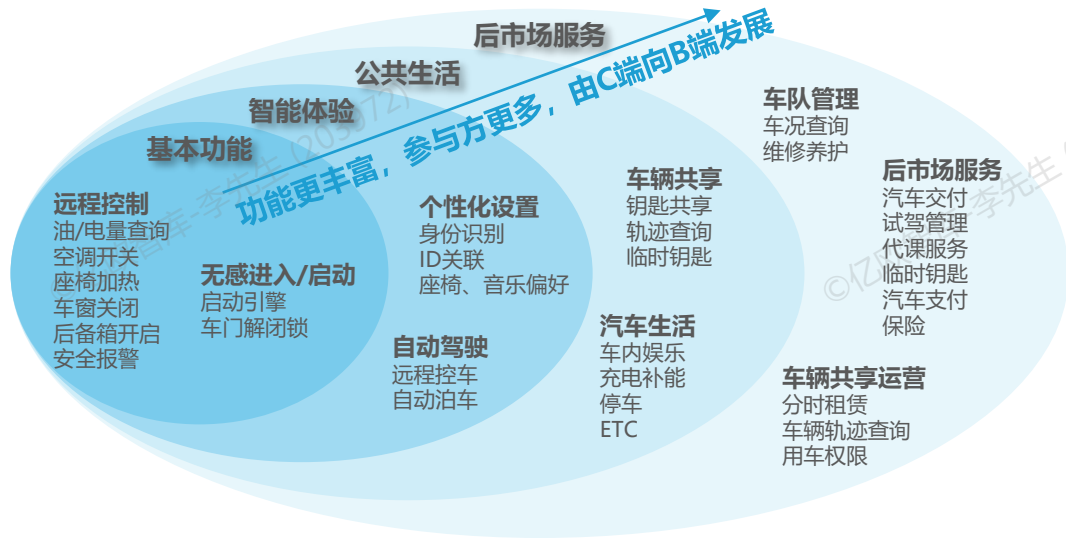 后市场服务
公共生活
智能体验
基本功能
功能更丰富，参与方更多，由C端向B端发展
远程控制
油/电量查询
空调开关
座椅加热
车窗关闭
后备箱开启
安全报警
无感进入/启动
启动引擎
车门解闭锁
个性化设置
身份识别
ID关联
座椅、音乐偏好
自动驾驶
远程控车
自动泊车
车辆共享
钥匙共享
轨迹查询
临时钥匙
汽车生活
车内娱乐
充电补能
停车
ETC
车队管理
车况查询
维修养护
后市场服务
汽车交付
试驾管理
代课服务
临时钥匙
汽车支付
保险
车辆共享运营
分时租赁
车辆轨迹查询
用车权限